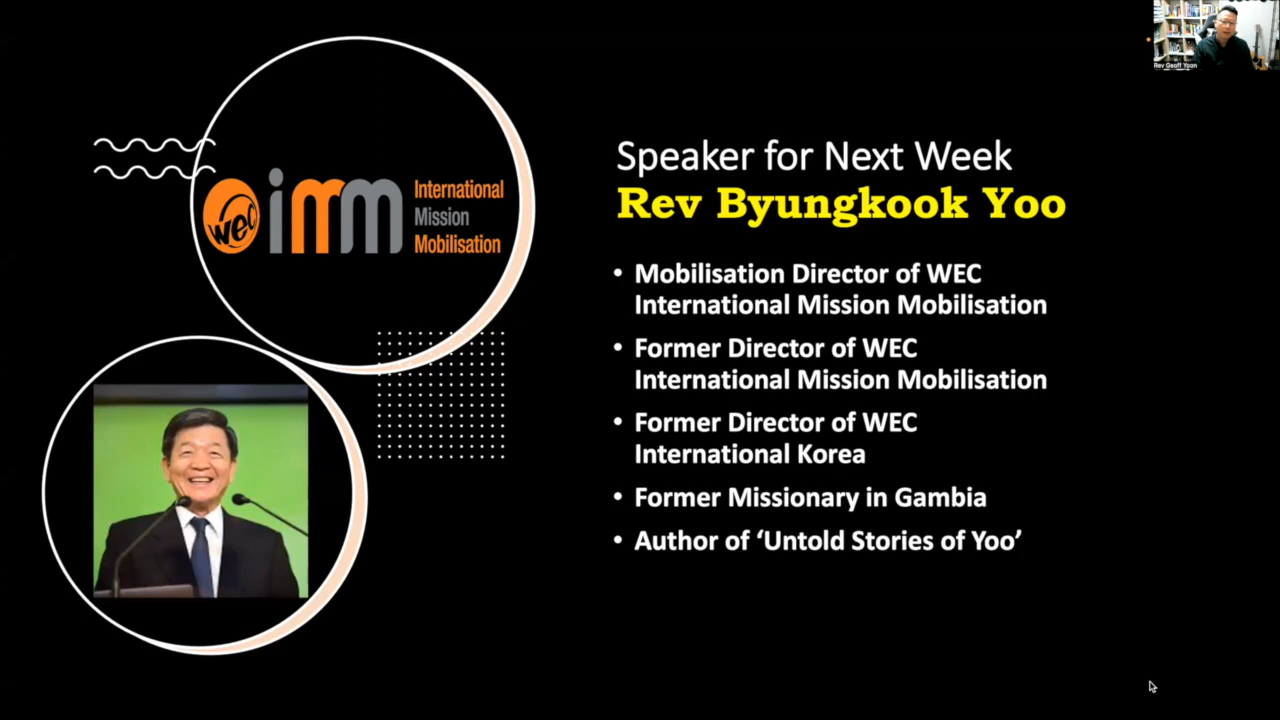 Rev Geoff Yoon
wec
imm
International
Mission
Mobilisation
Speaker for Next Week
Rev Byungkook Yoo
• Mobilisation Director of WEC
International Mission Mobilisation
• Former Director of WEC
International Mission Mobilisation
• Former Director of WEC
International Korea
• Former Missionary in Gambia
• Author of ‘Untold Stories of Yoo’